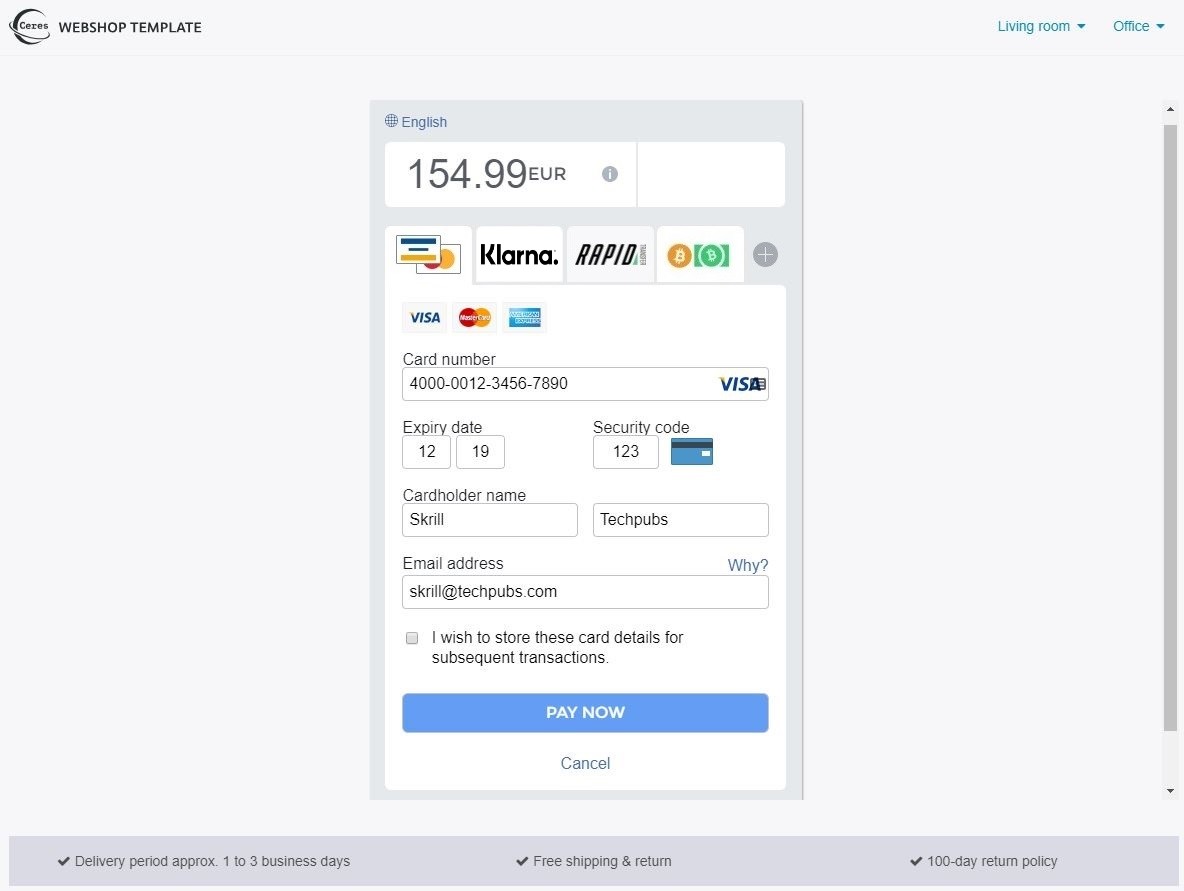 Ceres WEBSHOP TEMPLATE
Living room Office
English
154.99EUR
Klarna. RAPID TRANSFER
VISA MasterCard AMERICAN EXPRESS
Card number
4000-0012-3456-7890 VISA
Expiry date Security code
12 19 123
Cardholder name
Skrill Techpubs
Email address Why?
skrill@techpubs.com
I wish to store these card details for
subsequent transactions.
PAY NOW
Cancel
Delivery period approx. 1 to 3 business days Free shipping & return 100-day return policy